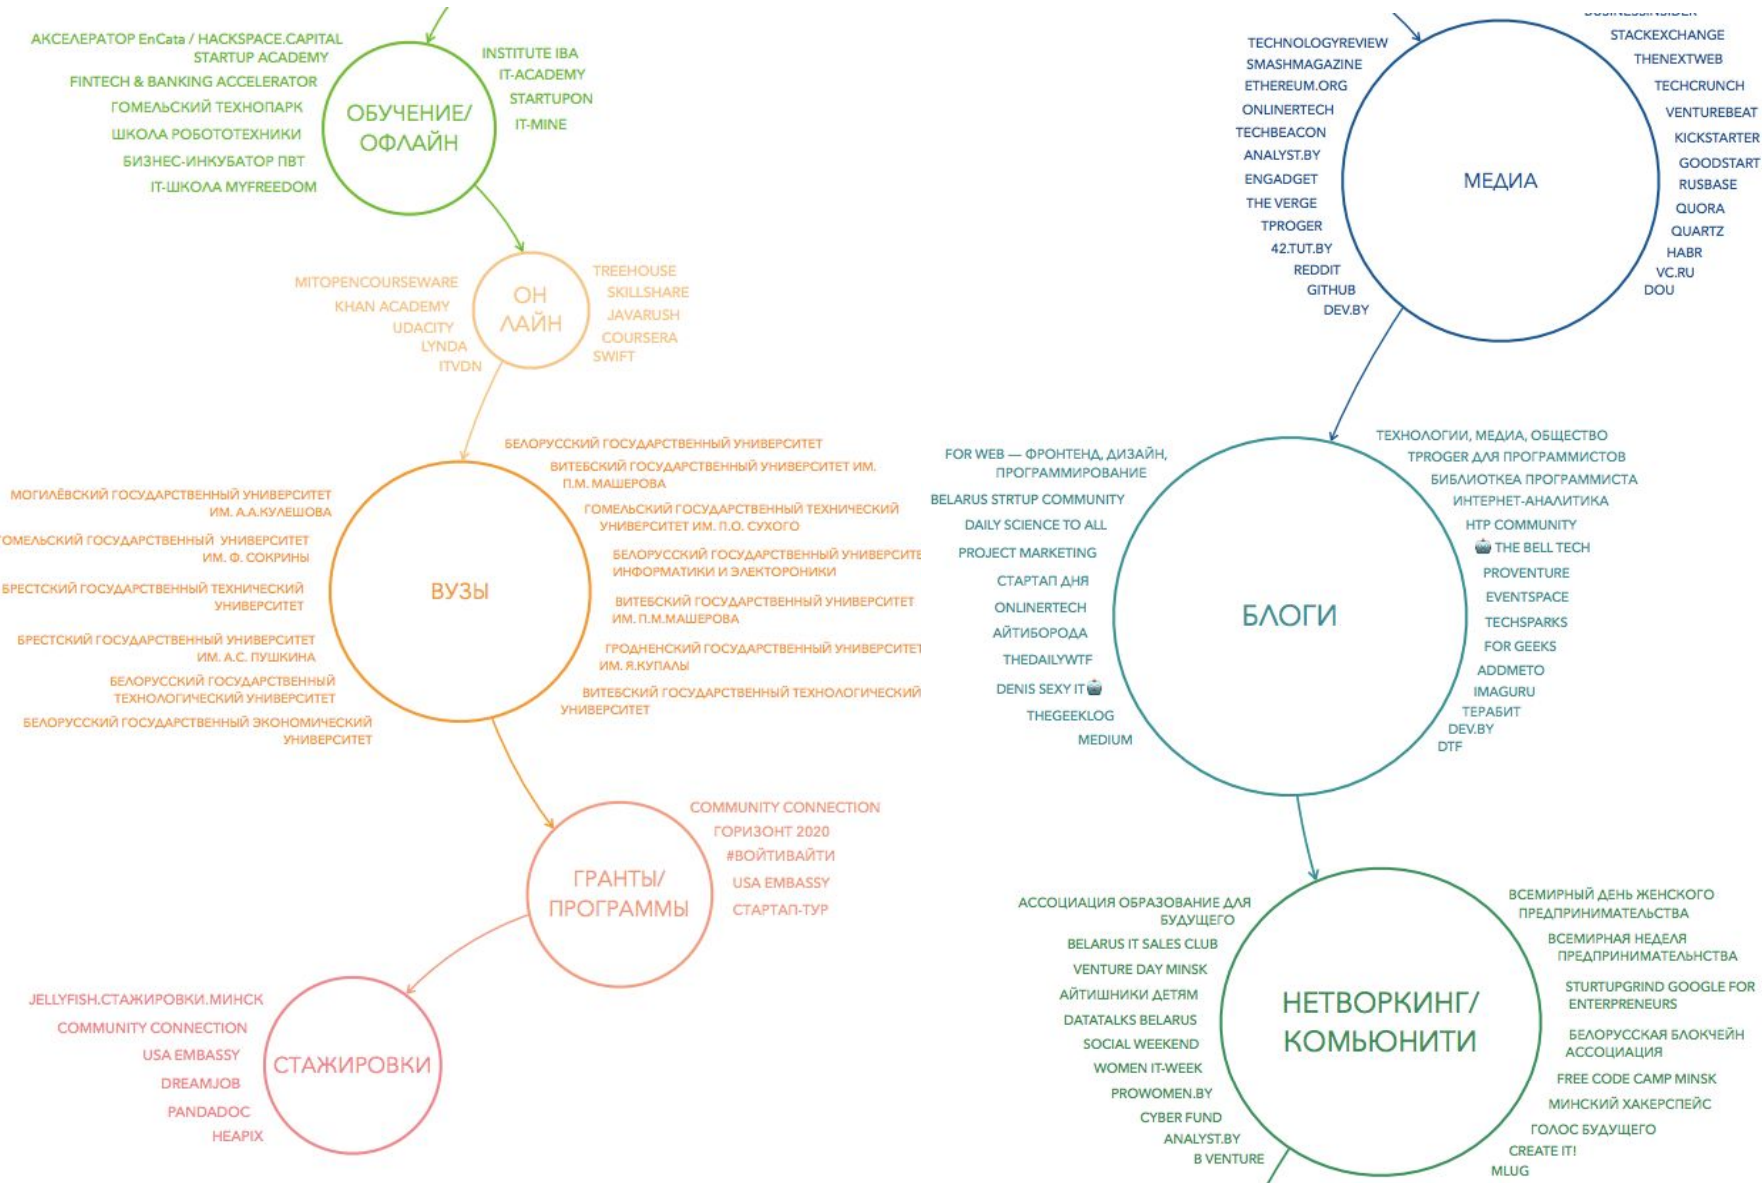 АКСЕЛЕРАТОР EnCata / HACKSPACE.CAPITAL
STARTUP ACADEMY
FINTECH & BANKING ACCELERATOR
ГОМЕЛЬСКИЙ ТЕХНОПАРК
ШКОЛА РОБОТОТЕХНИКИ
БИЗНЕС-ИНКУБАТОР ПВТ
IT-ШКОЛА MYFREEDOM
ОБУЧЕНИЕ/
ОФЛАЙН
INSTITUTE IBA
IT-ACADEMY
STARTUPON
IT-MINE
MITOPENCOURSEWARE
KHAN ACADEMY
UDACITY
LYNDA
ITVDN
ОН
ЛАЙН
TREEHOUSE
SKILLSHARE
JAVARUSH
COURSERA
SWIFT
МОГИЛЁВСКИЙ ГОСУДАРСТВЕННЫЙ УНИВЕРСИТЕТ
ИМ. А.А.КУЛЕШОВА
ГОМЕЛЬСКИЙ ГОСУДАРСТВЕННЫЙ УНИВЕРСИТЕТ
ИМ. Ф. СОКРИНЫ
БРЕСТСКИЙ ГОСУДАРСТВЕННЫЙ ТЕХНИЧЕСКИЙ
УНИВЕРСИТЕТ
БРЕСТСКИЙ ГОСУДАРСТВЕННЫЙ УНИВЕРСИТЕТ
ИМ. А.С. ПУШКИНА
БЕЛОРУССКИЙ ГОСУДАРСТВЕННЫЙ
ТЕХНОЛОГИЧЕСКИЙ УНИВЕРСИТЕТ
БЕЛОРУССКИЙ ГОСУДАРСТВЕННЫЙ ЭКОНОМИЧЕСКИЙ
УНИВЕРСИТЕТ
ВУЗЫ
БЕЛОРУССКИЙ ГОСУДАРСТВЕННЫЙ УНИВЕРСИТЕТ
ВИТЕБСКИЙ ГОСУДАРСТВЕННЫЙ УНИВЕРСИТЕТ ИМ.
П.М. МАШЕРОВА
ГОМЕЛЬСКИЙ ГОСУДАРСТВЕННЫЙ ТЕХНИЧЕСКИЙ
УНИВЕРСИТЕТ ИМ. П.О. СУХОГО
БЕЛОРУССКИЙ ГОСУДАРСТВЕННЫЙ УНИВЕРСИТЕ
ИНФОРМАТИКИ И ЭЛЕКТОРОНИКИ
ВИТЕБСКИЙ ГОСУДАРСТВЕННЫЙ УНИВЕРСИТЕТ
ИМ. П.М.МАШЕРОВА
ГРОДНЕНСКИЙ ГОСУДАРСТВЕННЫЙ УНИВЕРСИТЕТ
ИМ. Я.КУПАЛЫ
ВИТЕБСКИЙ ГОСУДАРСТВЕННЫЙ ТЕХНОЛОГИЧЕСКИЙ
УНИВЕРСИТЕТ
ГРАНТЫ/
ПРОГРАММЫ
COMMUNITY CONNECTION
ГОРИЗОНТ 2020
#ВОЙТИВАЙТИ
USA EMBASSY
СТАРТАП-ТУР
JELLYFISH.СТАЖИРОВКИ.МИНСК
COMMUNITY CONNECTION
USA EMBASSY
DREAMJOB
PANDADOC
HEAPIX
СТАЖИРОВКИ
TECHNOLOGYREVIEW
SMASHMAGAZINE
ETHEREUM.ORG
ONLINERTECH
TECHBEACON
ANALYST.BY
ENGADGET
THE VERGE
TPROGER
42.TUT.BY
REDDIT
GITHUB
DEV.BY
МЕДИА
BUSINESSINSIDER
STACKEXCHANGE
THENEXTWEB
TECHCRUNCH
VENTUREBEAT
KICKSTARTER
GOODSTART
RUSBASE
QUORA
QUARTZ
HABR
VC.RU
DOU
FOR WEB — ФРОНТЕНД, ДИЗАЙН,
ПРОГРАММИРОВАНИЕ
BELARUS STRTUP COMMUNITY
DAILY SCIENCE TO ALL
PROJECT MARKETING
СТАРТАП ДНЯ
ONLINERTECH
АЙТИБОРОДА
THEDAILYWTF
DENIS SEXY IT
THEGEEKLOG
MEDIUM
БЛОГИ
ТЕХНОЛОГИИ, МЕДИА, ОБЩЕСТВО
TPROGER ДЛЯ ПРОГРАММИСТОВ
БИБЛИОТКЕА ПРОГРАММИСТА
ИНТЕРНЕТ-АНАЛИТИКА
HTP COMMUNITY
THE BELL TECH
PROVENTURE
EVENTSPACE
TECHSPARKS
FOR GEEKS
ADDMETO
IMAGURU
ТЕРАБИТ
DEV.BY
DTF
АССОЦИАЦИЯ ОБРАЗОВАНИЕ ДЛЯ
БУДУЩЕГО
BELARUS IT SALES CLUB
VENTURE DAY MINSK
АЙТИШНИКИ ДЕТЯМ
DATATALKS BELARUS
SOCIAL WEEKEND
WOMEN IT-WEEK
PROWOMEN.BY
CYBER FUND
ANALYST.BY
B VENTURE
НЕТВОРКИНГ/
КОМЬЮНИТИ
ВСЕМИРНЫЙ ДЕНЬ ЖЕНСКОГО
ПРЕДПРИНИМАТЕЛЬСТВА
ВСЕМИРНАЯ НЕДЕЛЯ
ПРЕДПРИНИМАТЕЛЬНСТВА
STURTUPGRIND GOOGLE FOR
ENTERPRENEURS
БЕЛОРУССКАЯ БЛОКЧЕЙН
АССОЦИАЦИЯ
FREE CODE CAMP MINSK
МИНСКИЙ ХАКЕРСПЕЙС
ГОЛОС БУДУЩЕГО
CREATE IT!
MLUG